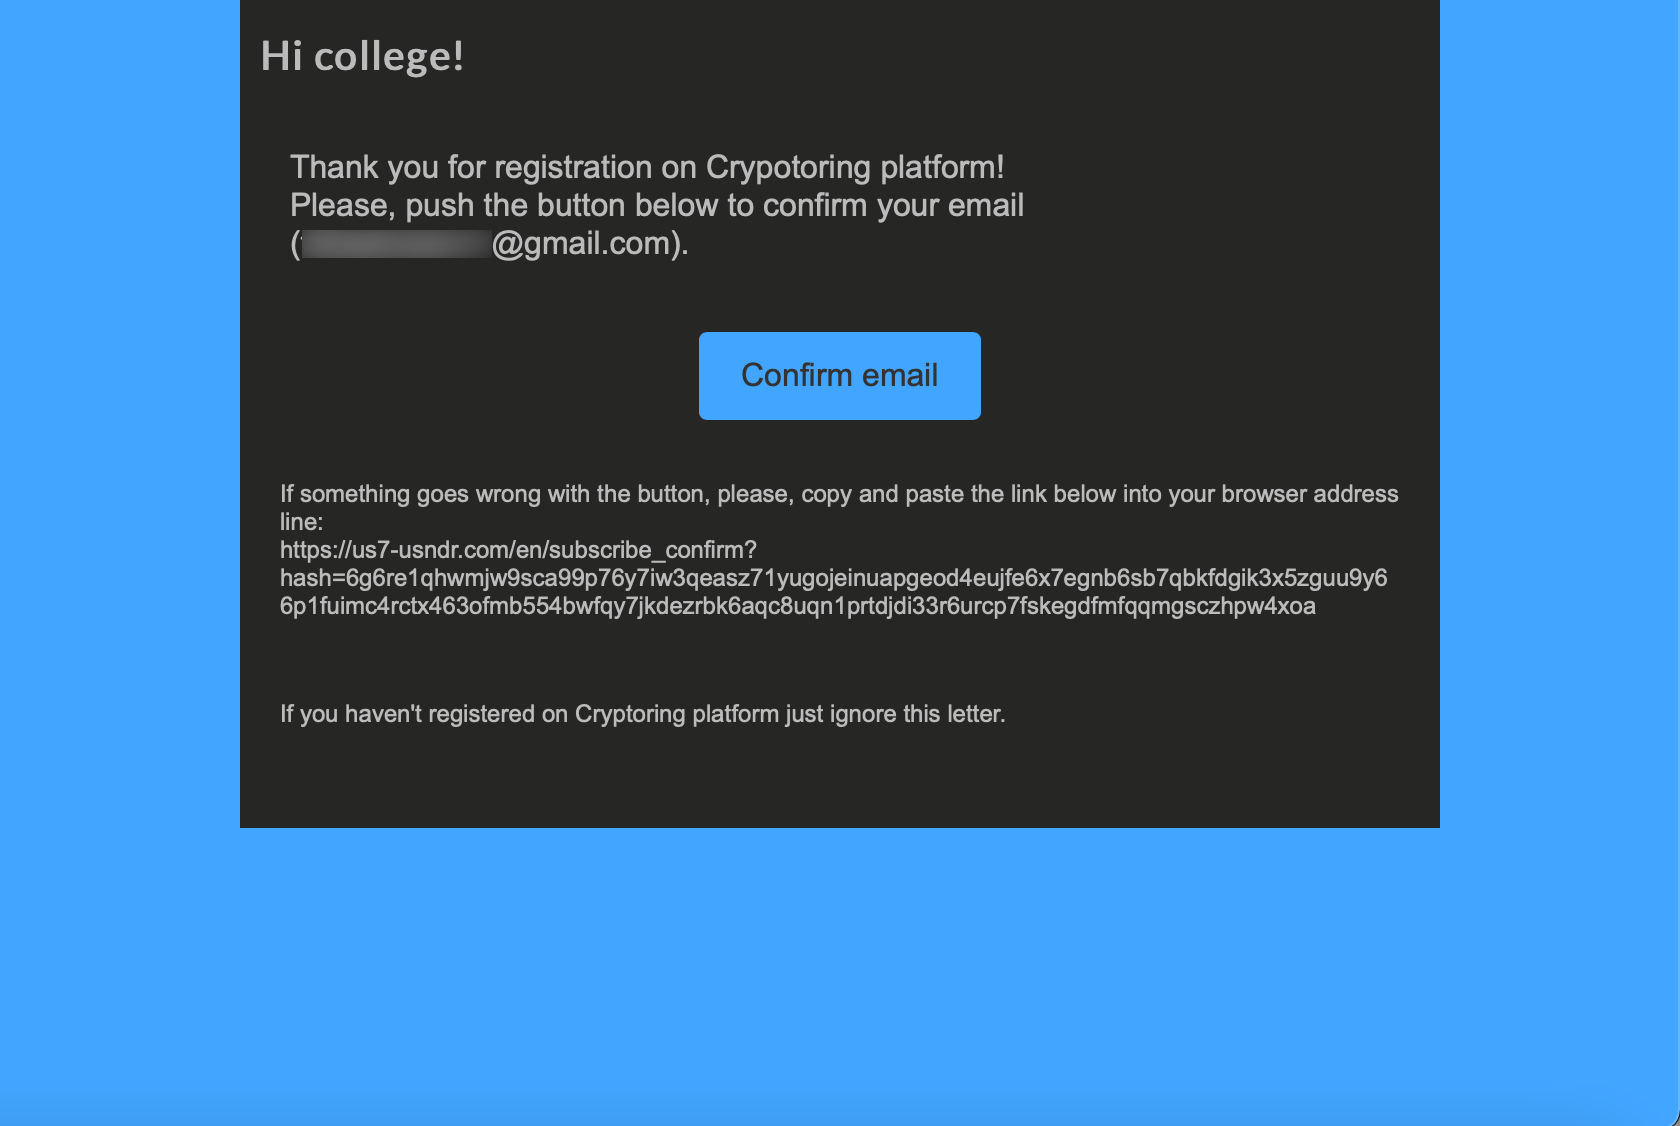 Hi college!
Thank you for registration on Crypotoring platform!
Please, push the button below to confirm your email
(@gmail.com).
Confirm email
If something goes wrong with the button, please, copy and paste the link below into your browser address
line:
https://us7-usndr.com/en/subscribe_confirm?
hash=6g6re1qhwmjw9sca99p76y7iw3qeasz71yugojeinuapgeod4eujfe6x7egnb6sb7qbkfdgik3x5zguu9y6
6p1fuimc4rctx463ofmb554bwfqy7jkdezrbk6aqc8uqn1prtdjdi33r6urcp7fskegdfmfqqmgsczhpw4xoa
If you haven't registered on Cryptoring platform just ignore this letter.